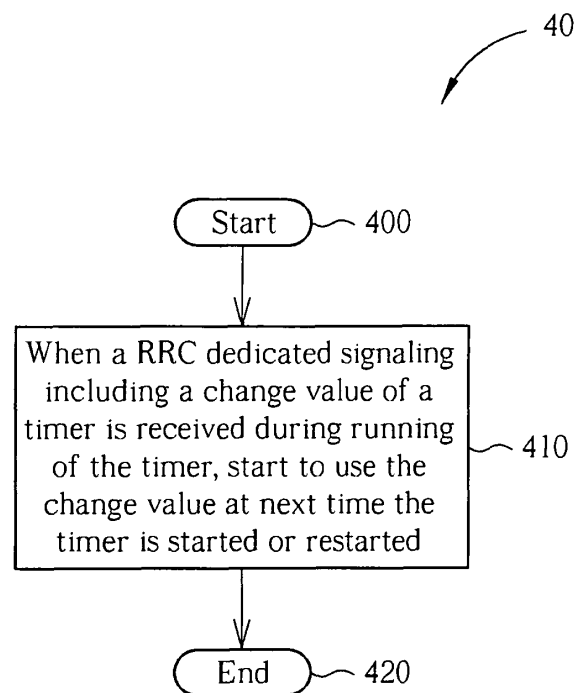 40
Start
400
When a RRC dedicated signaling
including a change value of a
timer is received during running
of the timer, start to use the
change value at next time the
timer is started or restarted
410
End
420